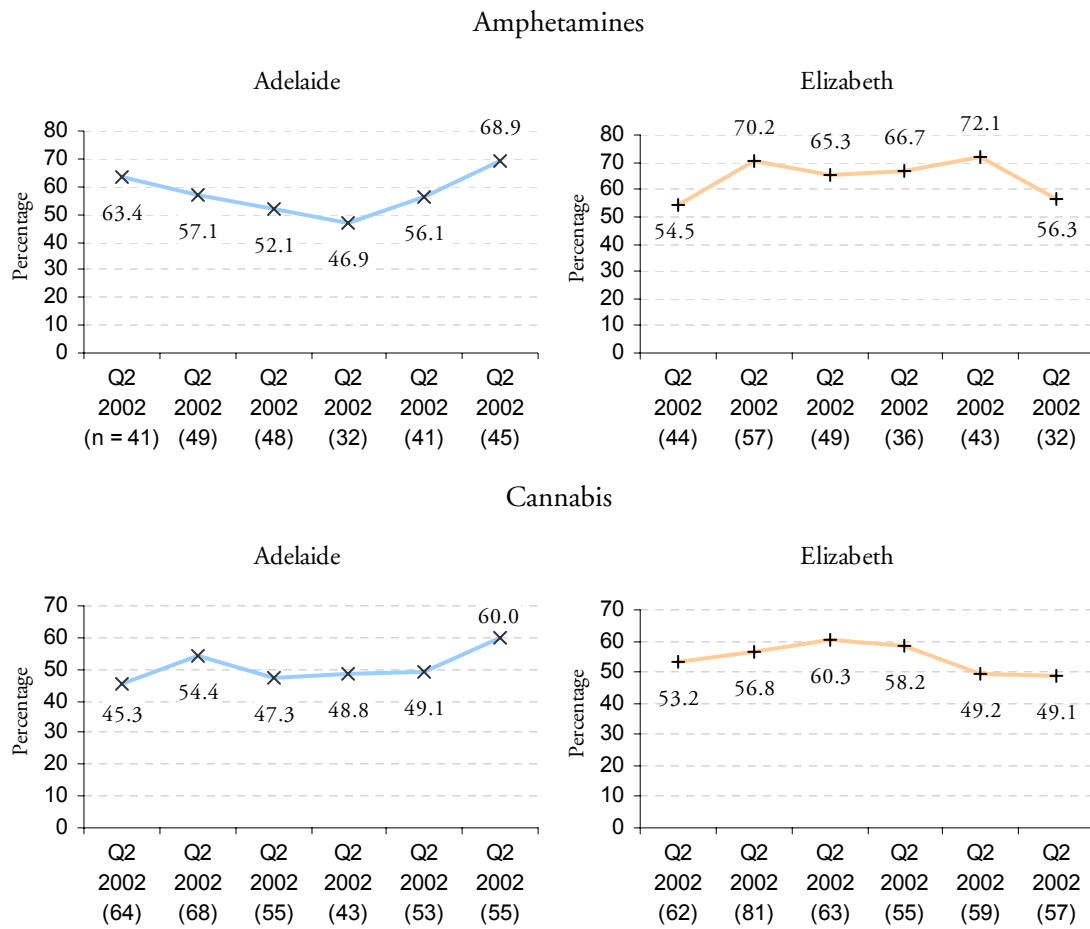 Amphetamines
Adelaide
Percentage
80
70
60
50
40
30
20
10
0
63.4
57.1
52.1
46.9
56.1
68.9
Q2 Q2 Q2 Q2 Q2 Q2
2002 2002 2002 2002 2002 2002
(n = 41) (49) (48) (32) (41) (45)
Elizabeth
Percentage
80
70
60
50
40
30
20
10
0
54.5
70.2
65.3
66.7
72.1
56.3
Q2 Q2 Q2 Q2 Q2 Q2
2002 2002 2002 2002 2002 2002
(44) (57) (49) (36) (43) (32)
Cannabis
Adelaide
Percentage
70
60
50
40
30
20
10
0
45.3
54.4
47.3
48.8
49.1
60.0
Q2 Q2 Q2 Q2 Q2 Q2
2002 2002 2002 2002 2002 2002
(64) (68) (55) (43) (53) (55)
Elizabeth
Percentage
70
60
50
40
30
20
10
0
53.2
56.8
60.3
58.2
49.2
49.1
Q2 Q2 Q2 Q2 Q2 Q2
2002 2002 2002 2002 2002 2002
(62) (81) (63) (55) (59) (57)